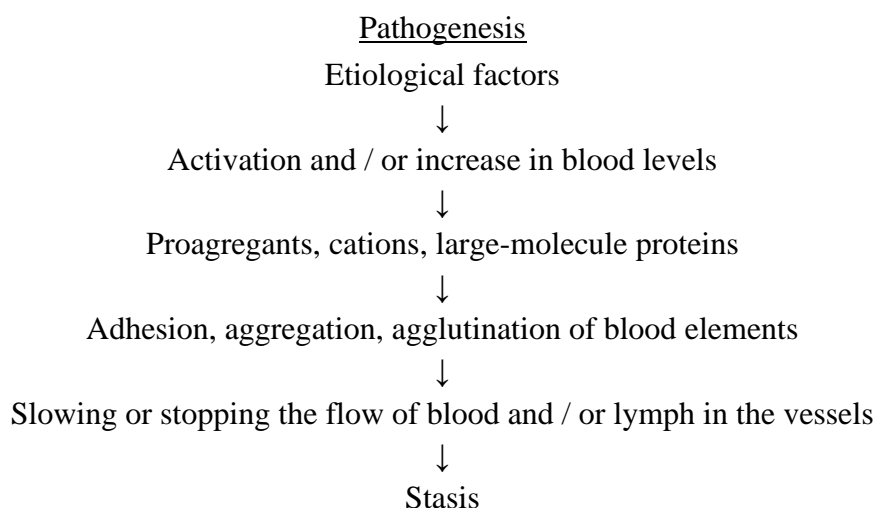 Pathogenesis
Etiological factors
↓
Activation and / or increase in blood levels
↓
Proagregants, cations, large-molecule proteins
↓
Adhesion, aggregation, agglutination of blood elements
↓
Slowing or stopping the flow of blood and / or lymph in the vessels
↓
Stasis